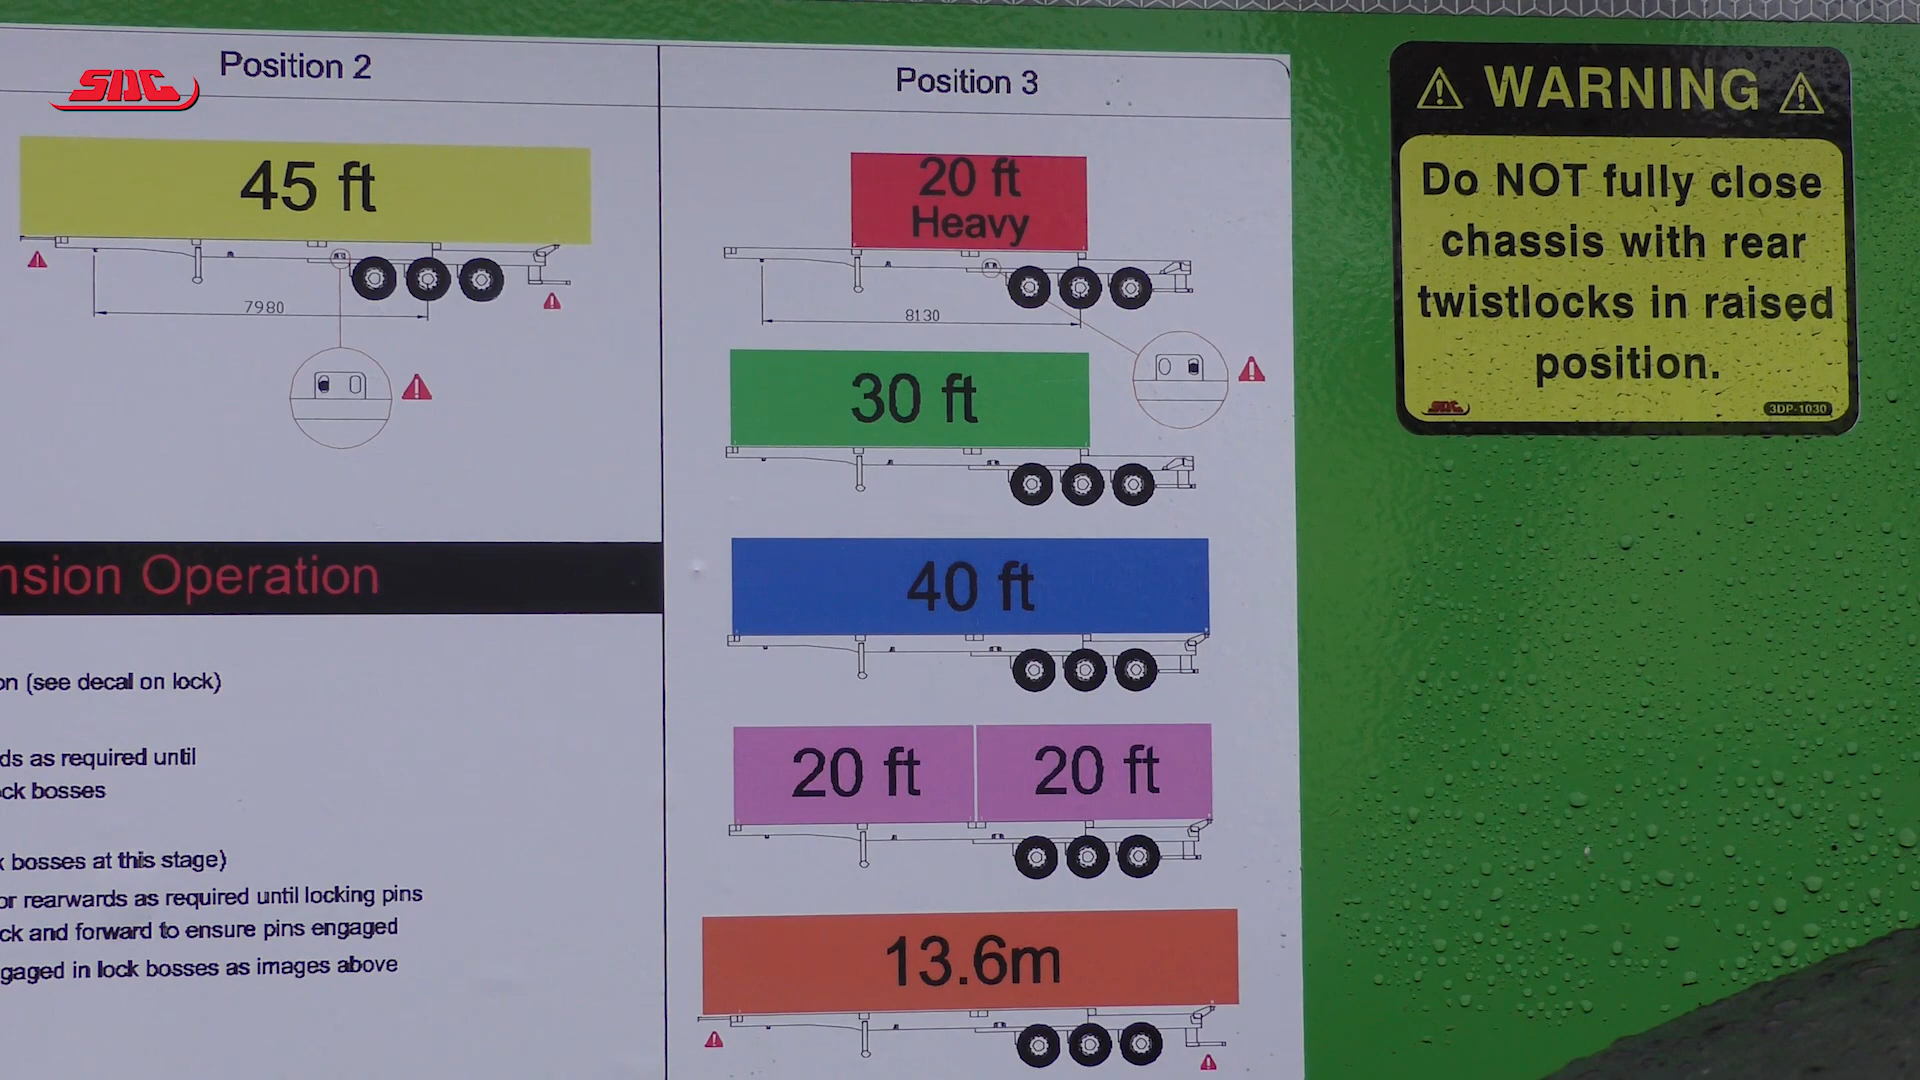 SDC
Position 2
45 ft
7980
nsion Operation
on (see decal on lock)
ds as required until
ck bosses
k bosses at this stage)
or rearwards as required until locking pins
ck and forward to ensure pins engaged
gaged in lock bosses as images above
Position 3
20 ft
Heavy
8130
30 ft
40 ft
20 ft 20 ft
13.6m
WARNING
Do NOT fully close
chassis with rear
twistlocks in raised
position.
SDC 3DP-1030